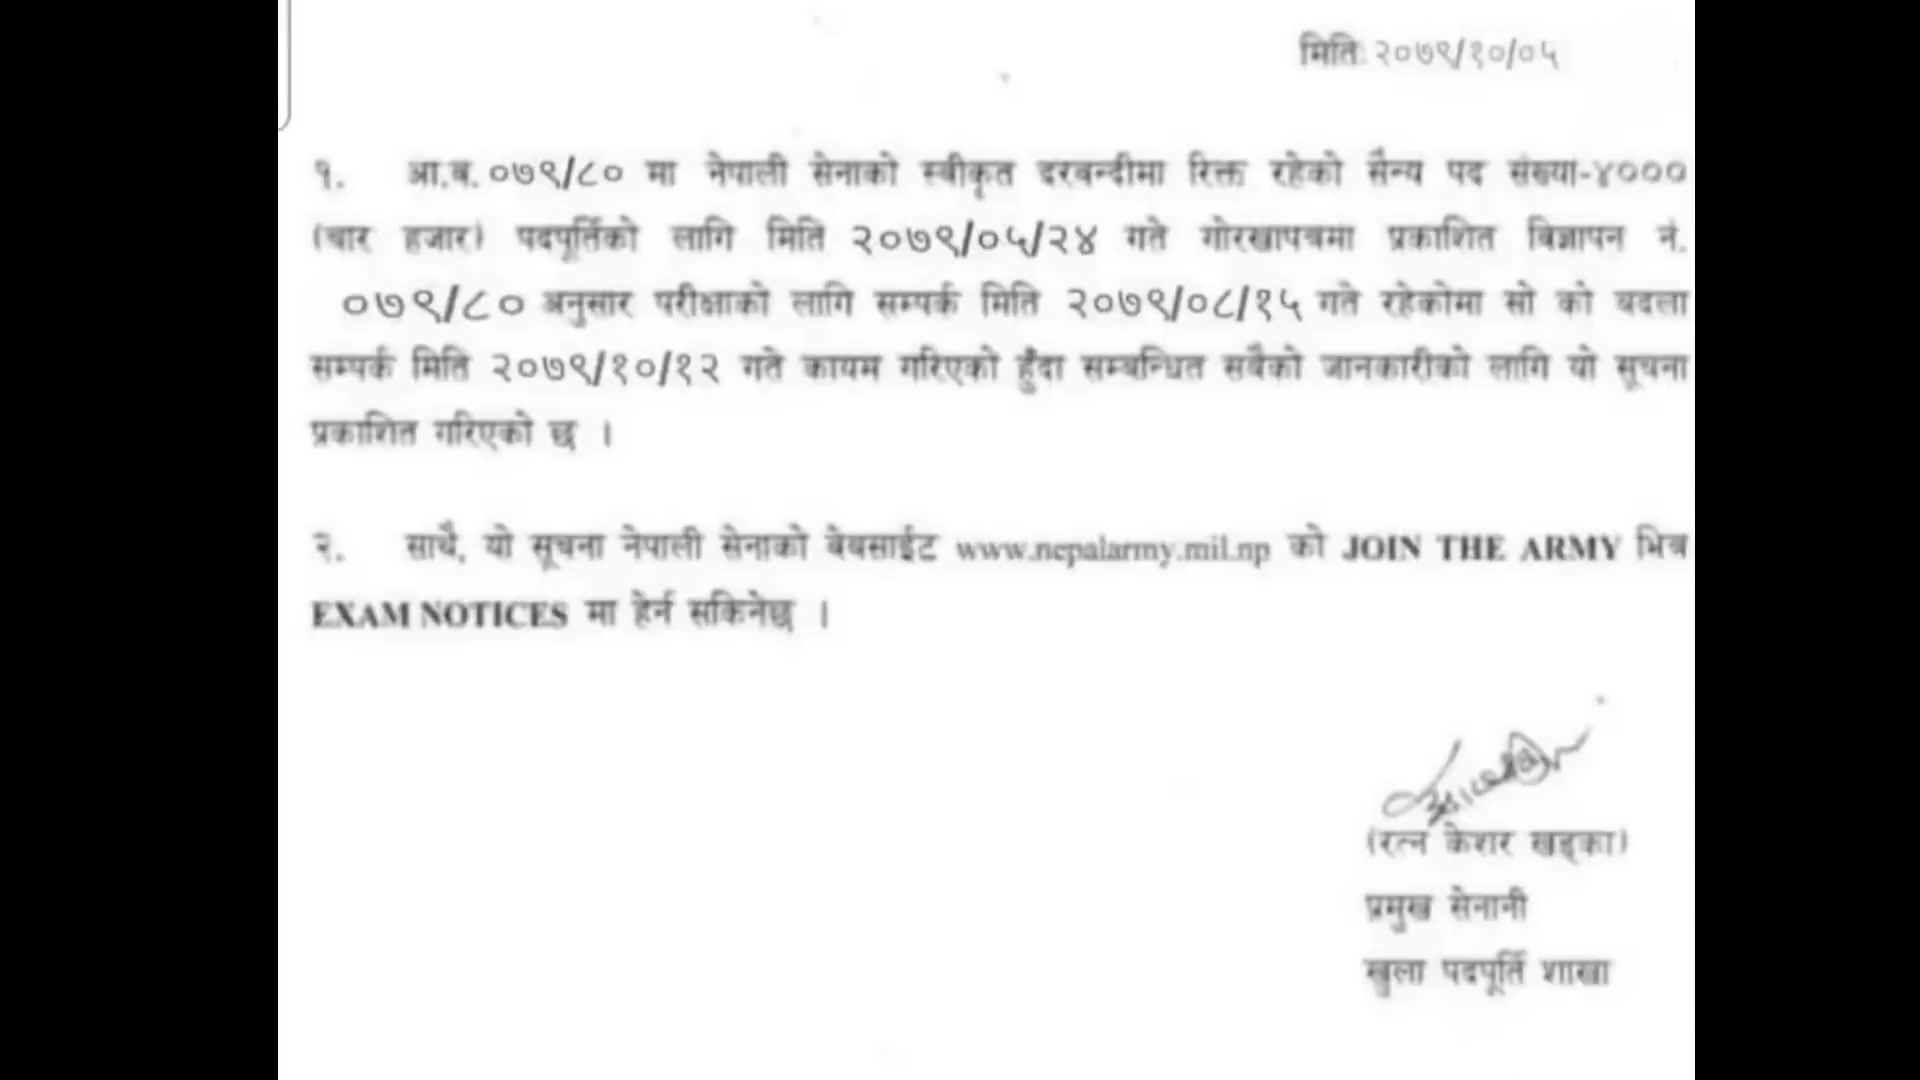 मिति: २०७९/१०/०५
१. आ.व. ०७९/८० मा नेपाली सेनाको स्वीकृत दरवन्दीमा रिक्त रहेको सैन्य पद संख्या-४०००
(चार हजार) पदपूर्तिको लागि मिति २०७९/०५/२४ गते गोरखापत्रमा प्रकाशित विज्ञापन नं.
०७९/८० अनुसार परीक्षाको लागि सम्पर्क मिति २०७९/०८/१५ गते रहेकोमा सो को बदला
सम्पर्क मिति २०७९/१०/१२ गते कायम गरिएको हुँदा सम्बन्धित सबैको जानकारीको लागि यो सूचना
प्रकाशित गरिएको छ ।
२. साथै, यो सूचना नेपाली सेनाको वेबसाईट www.nepalarmy.mil.np को JOIN THE ARMY भित्र
EXAM NOTICES मा हेर्न सकिनेछ ।
(रत्न केशर खड्का)
प्रमुख सेनानी
खुला पदपूर्ति शाखा